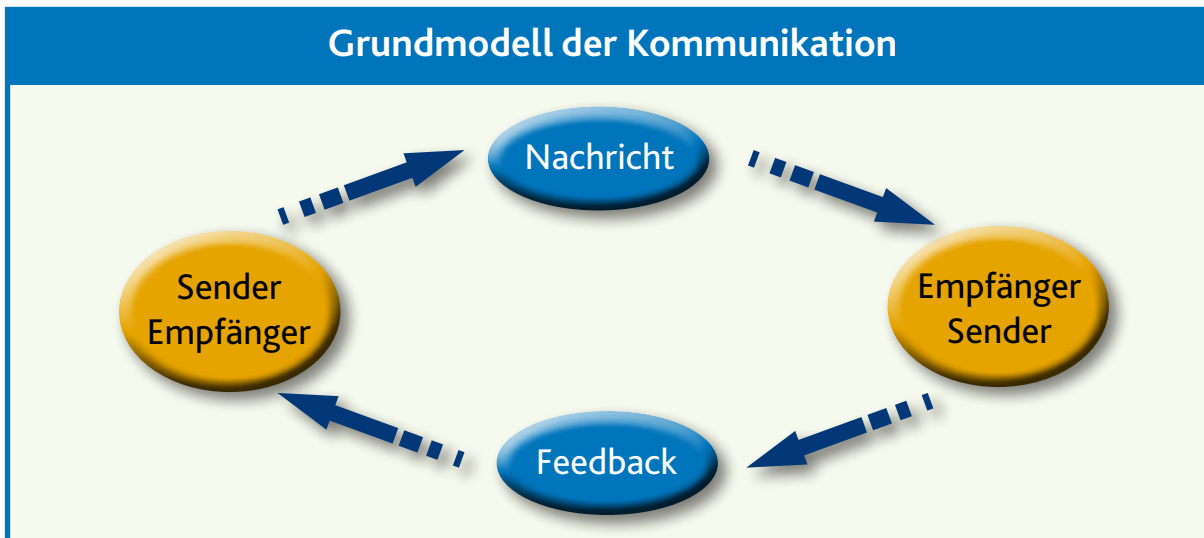 Grundmodell der Kommunikation
Nachricht
Sender
Empfänger
Empfänger
Sender
Feedback